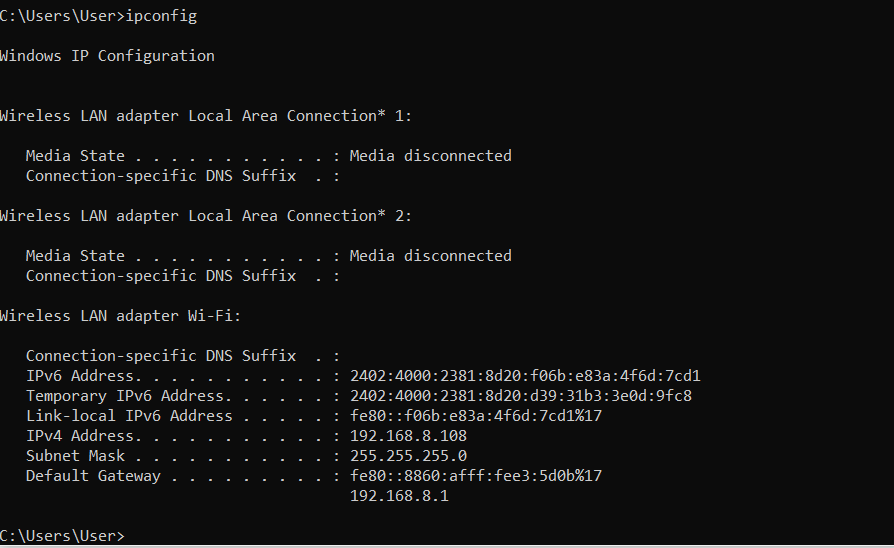 C:\Users\User>ipconfig
Windows IP Configuration
Wireless LAN adapter Local Area Connection* 1:
Media State . . . . . . . . . . . : Media disconnected
Connection-specific DNS Suffix  . :
Wireless LAN adapter Local Area Connection* 2:
Media State . . . . . . . . . . . : Media disconnected
Connection-specific DNS Suffix  . :
Wireless LAN adapter Wi-Fi:
Connection-specific DNS Suffix  . :
IPv6 Address. . . . . . . . . . . : 2402:4000:2381:8d20:f06b:e83a:4f6d:7cd1
Temporary IPv6 Address. . . . . . : 2402:4000:2381:8d20:d39:31b3:3e0d:9fc8
Link-local IPv6 Address . . . . . : fe80::f06b:e83a:4f6d:7cd1%17
IPv4 Address. . . . . . . . . . . : 192.168.8.108
Subnet Mask . . . . . . . . . . . : 255.255.255.0
Default Gateway . . . . . . . . . : fe80::8860:afff:fee3:5d0b%17
192.168.8.1
C:\Users\User>